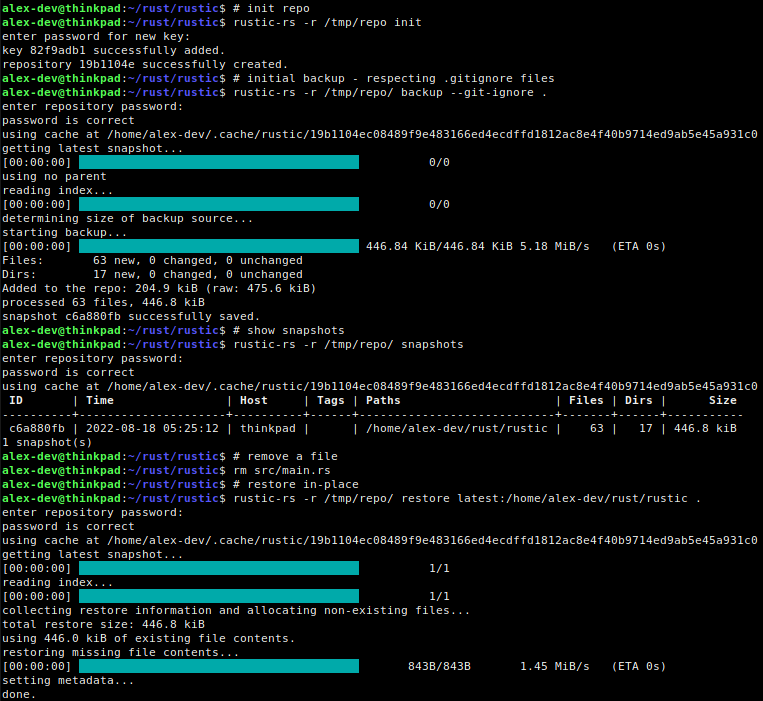 alex-dev@thinkpad:~/rust/rustic$ # init repo
alex-dev@thinkpad:~/rust/rustic$ rustic-rs -r /tmp/repo init
enter password for new key:
key 82f9adb1 successfully added.
repository 19b1104e successfully created.
alex-dev@thinkpad:~/rust/rustic$ # initial backup - respecting .gitignore files
alex-dev@thinkpad:~/rust/rustic$ rustic-rs -r /tmp/repo/ backup --git-ignore .
enter repository password:
password is correct
using cache at /home/alex-dev/.cache/rustic/19b1104ec08489f9e483166ed4ecdffd1812ac8e4f40b9714ed9ab5e45a931c0
getting latest snapshot...
[00:00:00] 0/0
using no parent
reading index...
[00:00:00] 0/0
determining size of backup source...
starting backup...
[00:00:00] 446.84 KiB/446.84 KiB 5.18 MiB/s (ETA 0s)
Files: 63 new, 0 changed, 0 unchanged
Dirs: 17 new, 0 changed, 0 unchanged
Added to the repo: 204.9 kiB (raw: 475.6 kiB)
processed 63 files, 446.8 kiB
snapshot c6a880fb successfully saved.
alex-dev@thinkpad:~/rust/rustic$ # show snapshots
alex-dev@thinkpad:~/rust/rustic$ rustic-rs -r /tmp/repo/ snapshots
enter repository password:
password is correct
using cache at /home/alex-dev/.cache/rustic/19b1104ec08489f9e483166ed4ecdffd1812ac8e4f40b9714ed9ab5e45a931c0
ID | Time | Host | Tags | Paths | Files | Dirs | Size
----------+---------------------+----------+------+----------------------------+-------+------+-----------
c6a880fb | 2022-08-18 05:25:12 | thinkpad | | /home/alex-dev/rust/rustic | 63 | 17 | 446.8 kiB
1 snapshot(s)
alex-dev@thinkpad:~/rust/rustic$ # remove a file
alex-dev@thinkpad:~/rust/rustic$ rm src/main.rs
alex-dev@thinkpad:~/rust/rustic$ # restore in-place
alex-dev@thinkpad:~/rust/rustic$ rustic-rs -r /tmp/repo/ restore latest:/home/alex-dev/rust/rustic .
enter repository password:
password is correct
using cache at /home/alex-dev/.cache/rustic/19b1104ec08489f9e483166ed4ecdffd1812ac8e4f40b9714ed9ab5e45a931c0
getting latest snapshot...
[00:00:00] 1/1
reading index...
[00:00:00] 1/1
collecting restore information and allocating non-existing files...
total restore size: 446.8 kiB
using 446.0 kiB of existing file contents.
restoring missing file contents...
[00:00:00] 843B/843B 1.45 MiB/s (ETA 0s)
setting metadata...
done.